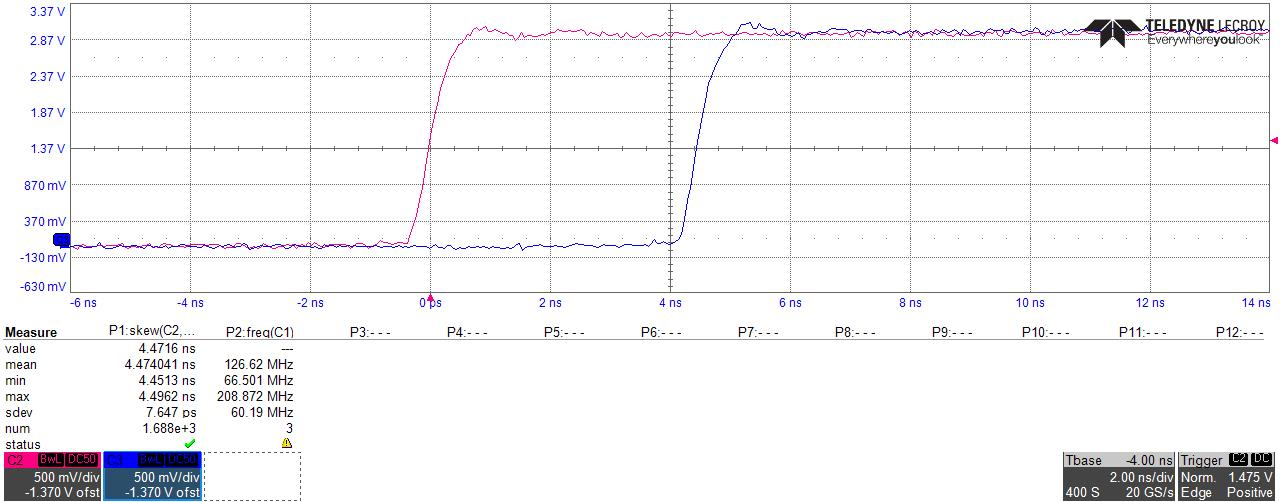 3.37 V
TELEDYNE LECROY
2.87 V
Everywhereyoulook
2.37 V
1.87 V
1.37 V
870 mV
370 mV
-130 mV
-630 mV
-6 ns -4 ns -2 ns 0 ps 2 ns 4 ns 6 ns 8 ns 10 ns 12 ns 14 ns
Measure P1:skew(C2,... P2:freq(C1) P3:- - - P4:- - - P5:- - - P6:- - - P7:- - - P8:- - - P9:- - - P10:- - - P11:- - - P12:- - -
value 4.4716 ns ---
mean 4.474041 ns 126.62 MHz
min 4.4513 ns 66.501 MHz
max 4.4962 ns 208.872 MHz
sdev 7.647 ps 60.19 MHz
num 1.688e+3 3
status
C2 BwL DC50 C3 BwL DC50 Tbase -4.00 ns Trigger C2 DC
500 mV/div 500 mV/div 2.00 ns/div Norm. 1.475 V
-1.370 V ofst -1.370 V ofst 400 S 20 GS/s Edge Positive